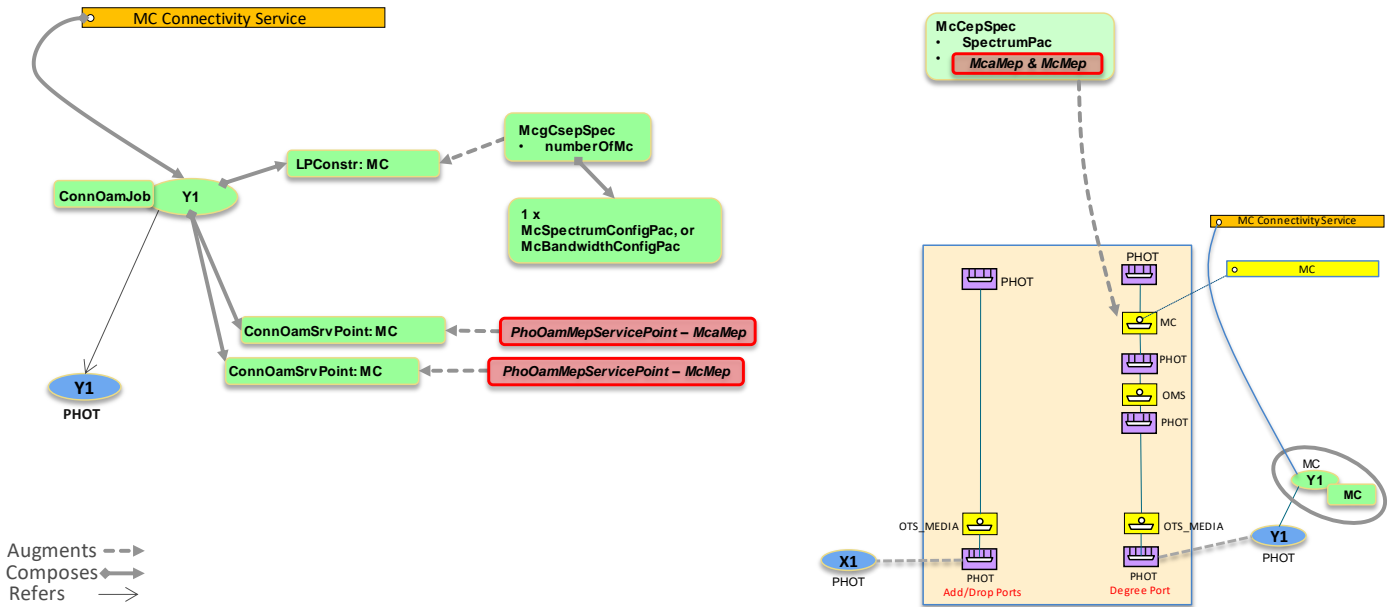 MC Connectivity Service
McgCsepSpec
• numberOfMc
LPConstr: MC
ConnOamJob
Y1
1 x
McSpectrumConfigPac, or
McBandwidthConfigPac
ConnOamSrvPoint: MC
PhoOamMepServicePoint – McaMep
ConnOamSrvPoint: MC
PhoOamMepServicePoint – McMep
Y1
PHOT
Augments
Composes
Refers
McCepSpec
• SpectrumPac
• McaMep & McMep
MC Connectivity Service
MC
PHOT
PHOT
MC
PHOT
OMS
PHOT
MC
Y1
MC
OTS_MEDIA
OTS_MEDIA
X1
PHOT
PHOT
Add/Drop Ports
PHOT
Degree Port
Y1
PHOT